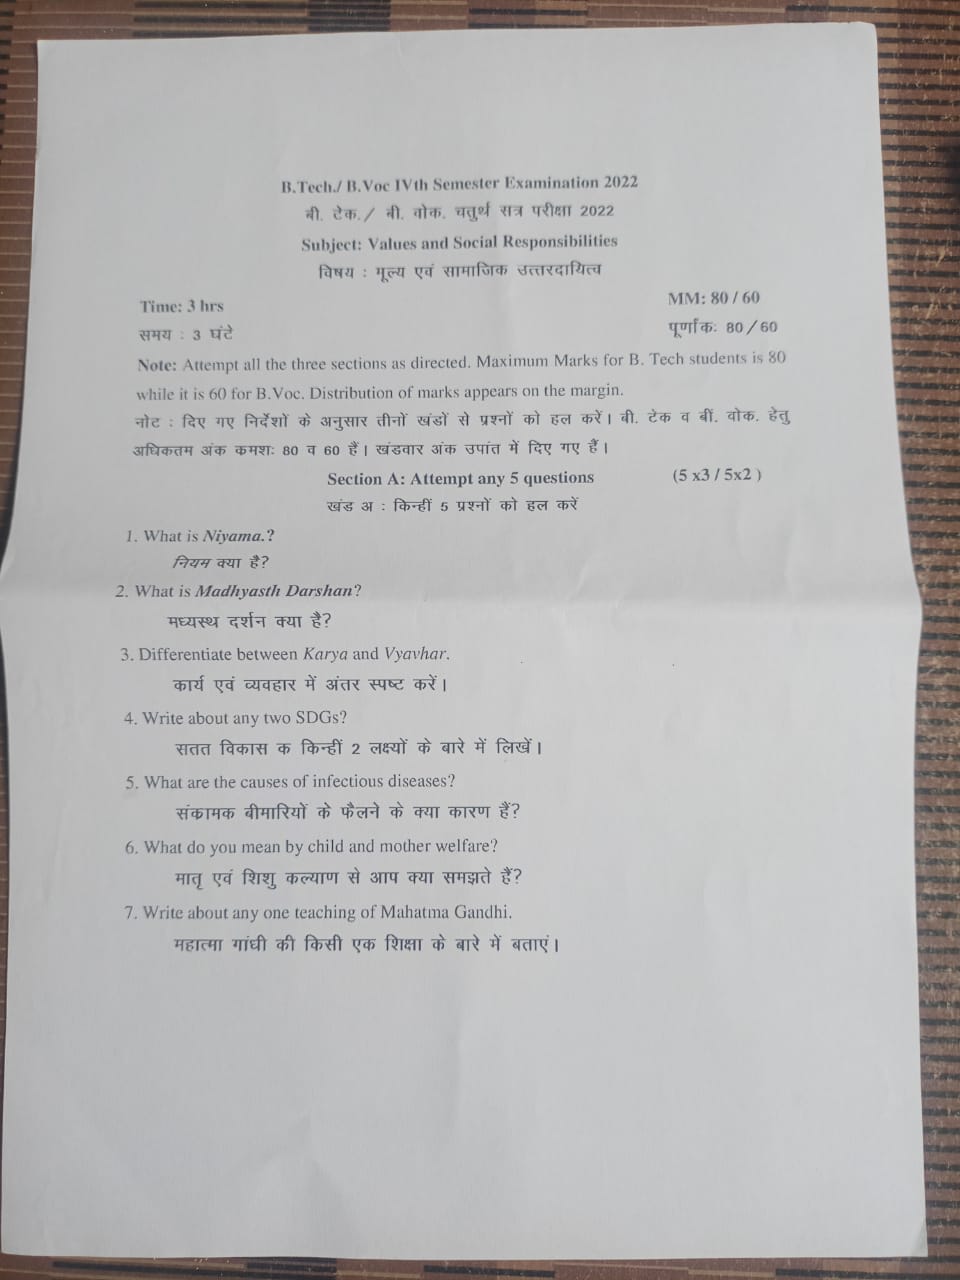 B.Tech./ B.Voc IVth Semester Examination 2022
बी. टेक. / बी. वोक. चतुर्थ सत्र परीक्षा 2022
Subject: Values and Social Responsibilities
विषय : मूल्य एवं सामाजिक उत्तरदायित्व
Time: 3 hrs MM: 80 / 60
समय : 3 घंटे पूर्णांक: 80 / 60
Note: Attempt all the three sections as directed. Maximum Marks for B. Tech students is 80
while it is 60 for B.Voc. Distribution of marks appears on the margin.
नोट : दिए गए निर्देशों के अनुसार तीनों खंडों से प्रश्नों को हल करें। बी. टेक व बीं. वोक. हेतु
अधिकतम अंक कमशः 80 व 60 हैं। खंडवार अंक उपांत में दिए गए हैं।
Section A: Attempt any 5 questions (5 x3 / 5x2 )
खंड अ : किन्हीं 5 प्रश्नों को हल करें
1. What is Niyama.?
नियम क्या है?
2. What is Madhyasth Darshan?
मध्यस्थ दर्शन क्या है?
3. Differentiate between Karya and Vyavhar.
कार्य एवं व्यवहार में अंतर स्पष्ट करें।
4. Write about any two SDGs?
सतत विकास क किन्हीं 2 लक्ष्यों के बारे में लिखें।
5. What are the causes of infectious diseases?
संकामक बीमारियों के फैलने के क्या कारण हैं?
6. What do you mean by child and mother welfare?
मातृ एवं शिशु कल्याण से आप क्या समझते हैं?
7. Write about any one teaching of Mahatma Gandhi.
महात्मा गांधी की किसी एक शिक्षा के बारे में बताएं।